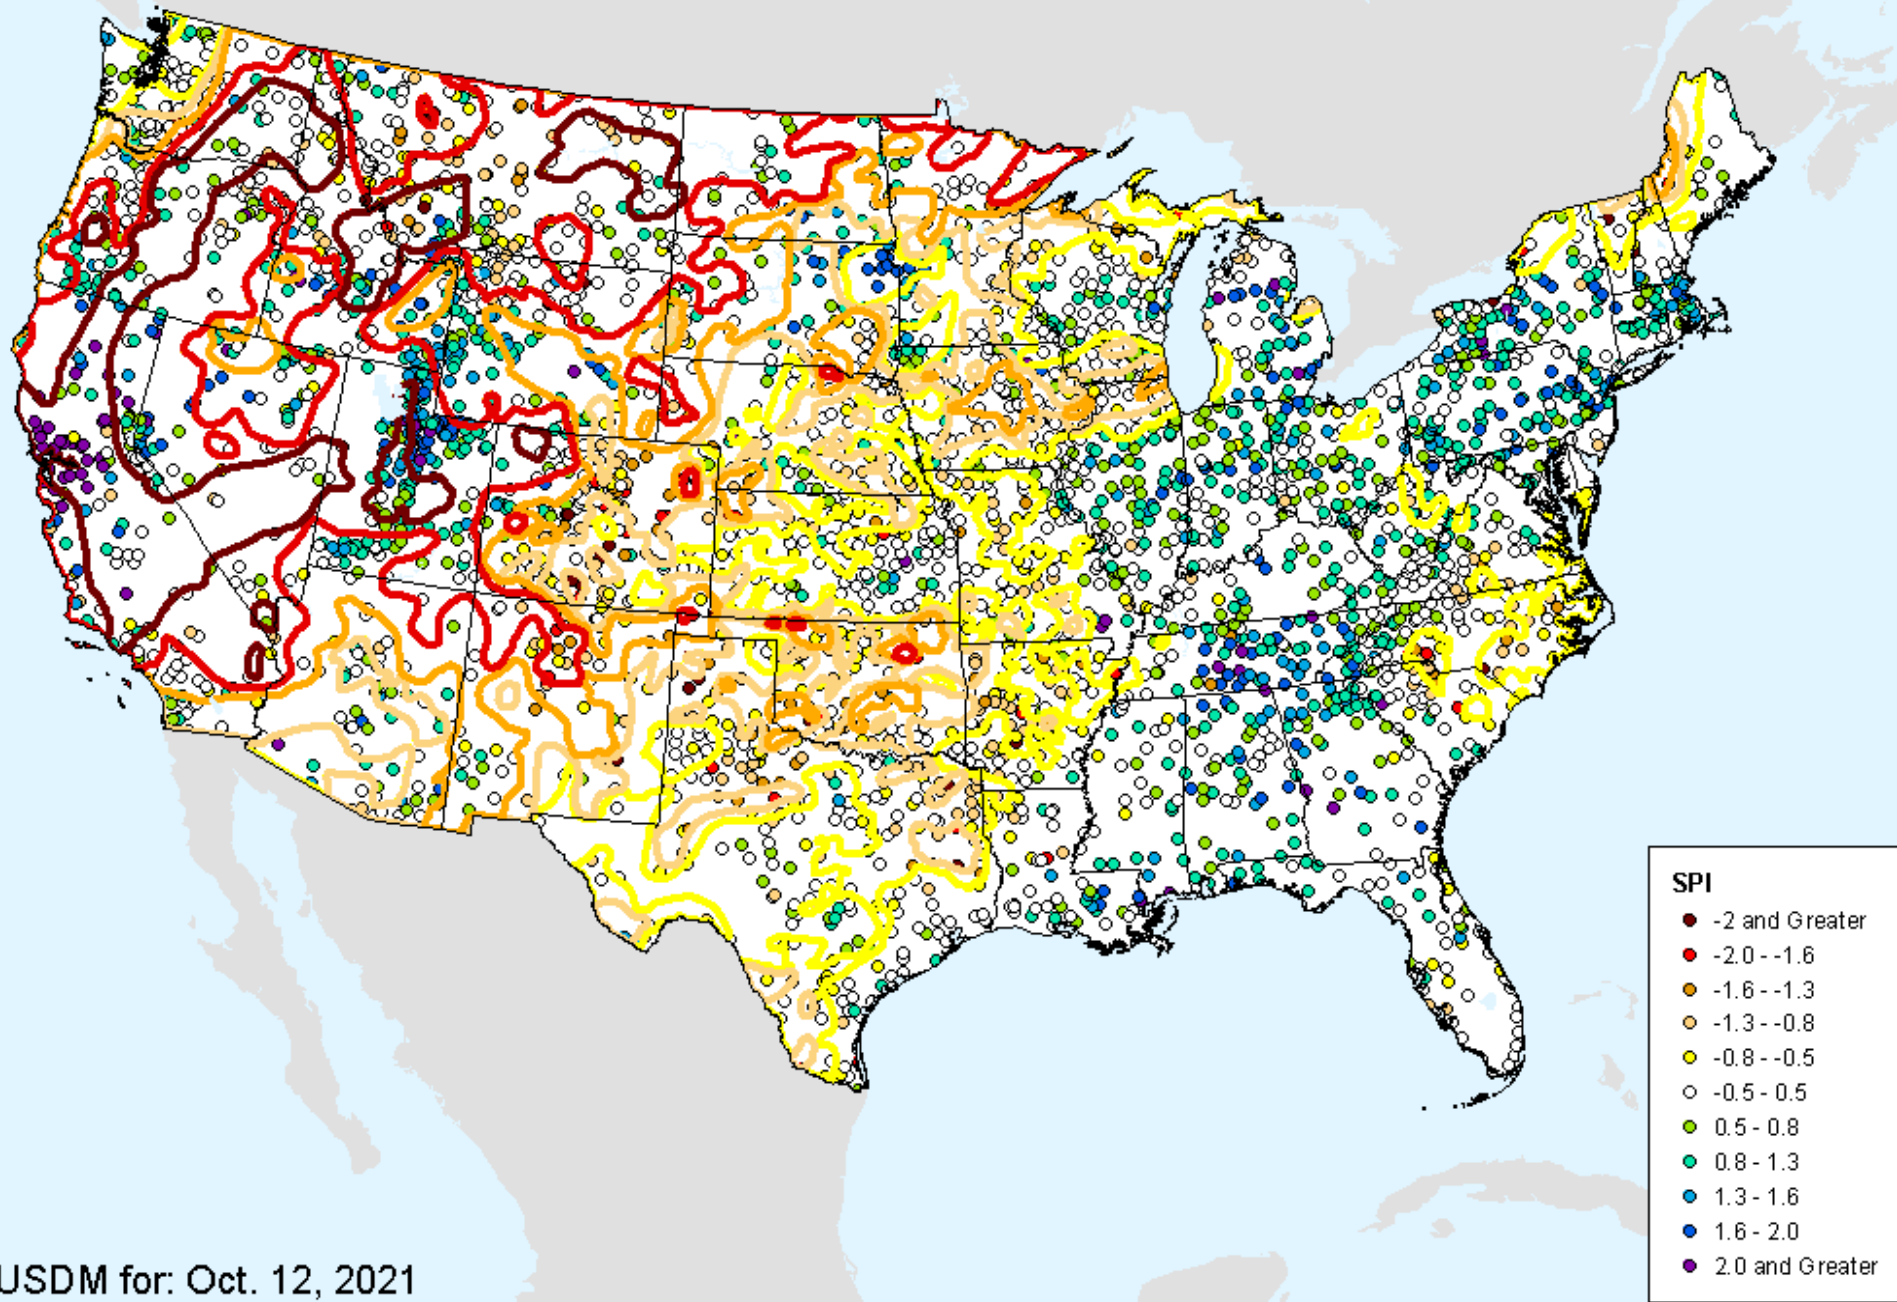 SPI
-2 and Greater
-2.0 - -1.6
-1.6 - -1.3
-1.3 - -0.8
-0.8 - -0.5
-0.5 - 0.5
0.5 - 0.8
0.8 - 1.3
1.3 - 1.6
1.6 - 2.0
2.0 and Greater
USDM for: Oct. 12, 2021